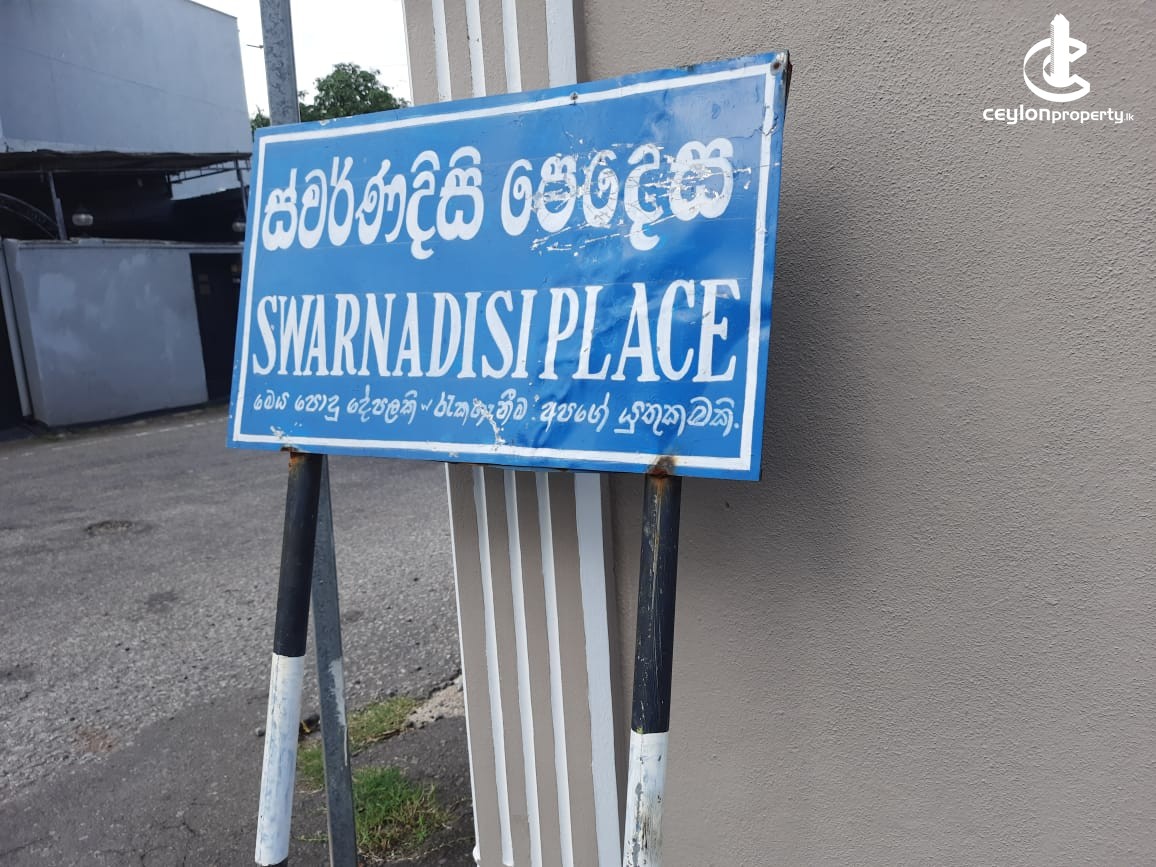 ස්වර්ණදිසි පෙදෙස
SWARNADISI PLACE
මෙය පොදු දේපලකි රැකගැනීම අපගේ යුතුකමකි.
ceylonproperty.lk